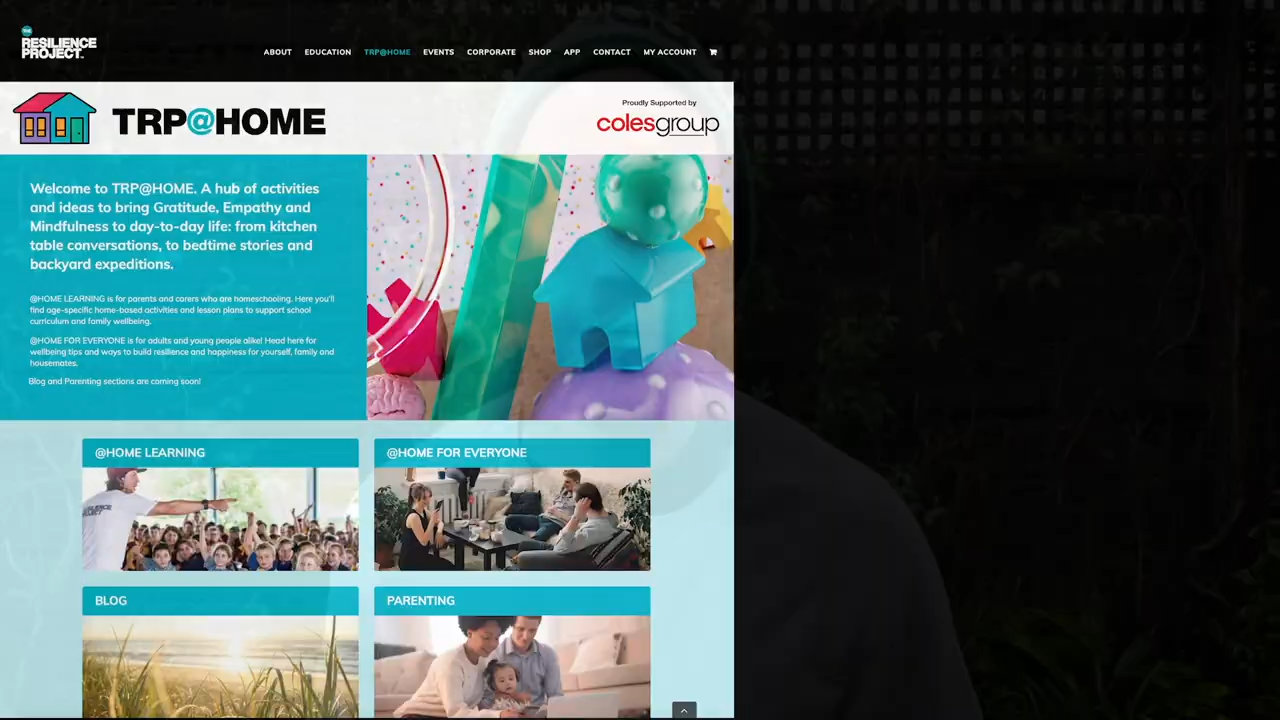 THE
RESILIENCE
PROJECT
ABOUT EDUCATION TRP@HOME EVENTS CORPORATE SHOP APP CONTACT MY ACCOUNT
TRP@HOME
Proudly Supported by
colesgroup
Welcome to TRP@HOME. A hub of activities
and ideas to bring Gratitude, Empathy and
Mindfulness to day-to-day life: from kitchen
table conversations, to bedtime stories and
backyard expeditions.
@HOME LEARNING is for parents and carers who are homeschooling. Here you'll
find age-specific home-based activities and lesson plans to support school
curriculum and family wellbeing.
@HOME FOR EVERYONE is for adults and young people alike! Head here for
wellbeing tips and ways to build resilience and happiness for yourself, family and
housemates.
Blog and Parenting sections are coming soon!
@HOME LEARNING
@HOME FOR EVERYONE
RESILIENCE
PROJECT
BLOG
PARENTING